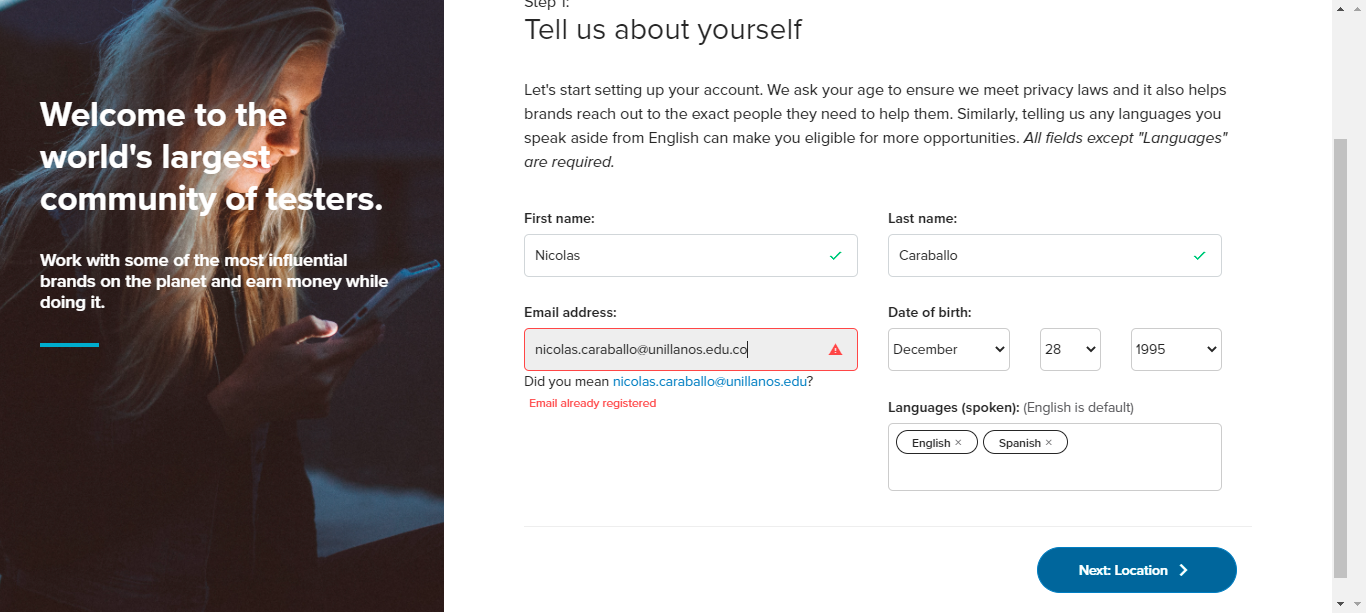 Welcome to the
world's largest
community of testers.
Work with some of the most influential
brands on the planet and earn money while
doing it.
Step 1:
Tell us about yourself
Let's start setting up your account. We ask your age to ensure we meet privacy laws and it also helps
brands reach out to the exact people they need to help them. Similarly, telling us any languages you
speak aside from English can make you eligible for more opportunities. All fields except "Languages"
are required.
First name:
Last name:
Nicolas
Caraballo
Email address:
Date of birth:
nicolas.caraballo@unillanos.edu.co
December
28
1995
Did you mean nicolas.caraballo@unillanos.edu?
Email already registered
Languages (spoken): (English is default)
English ×
Spanish ×
Next: Location